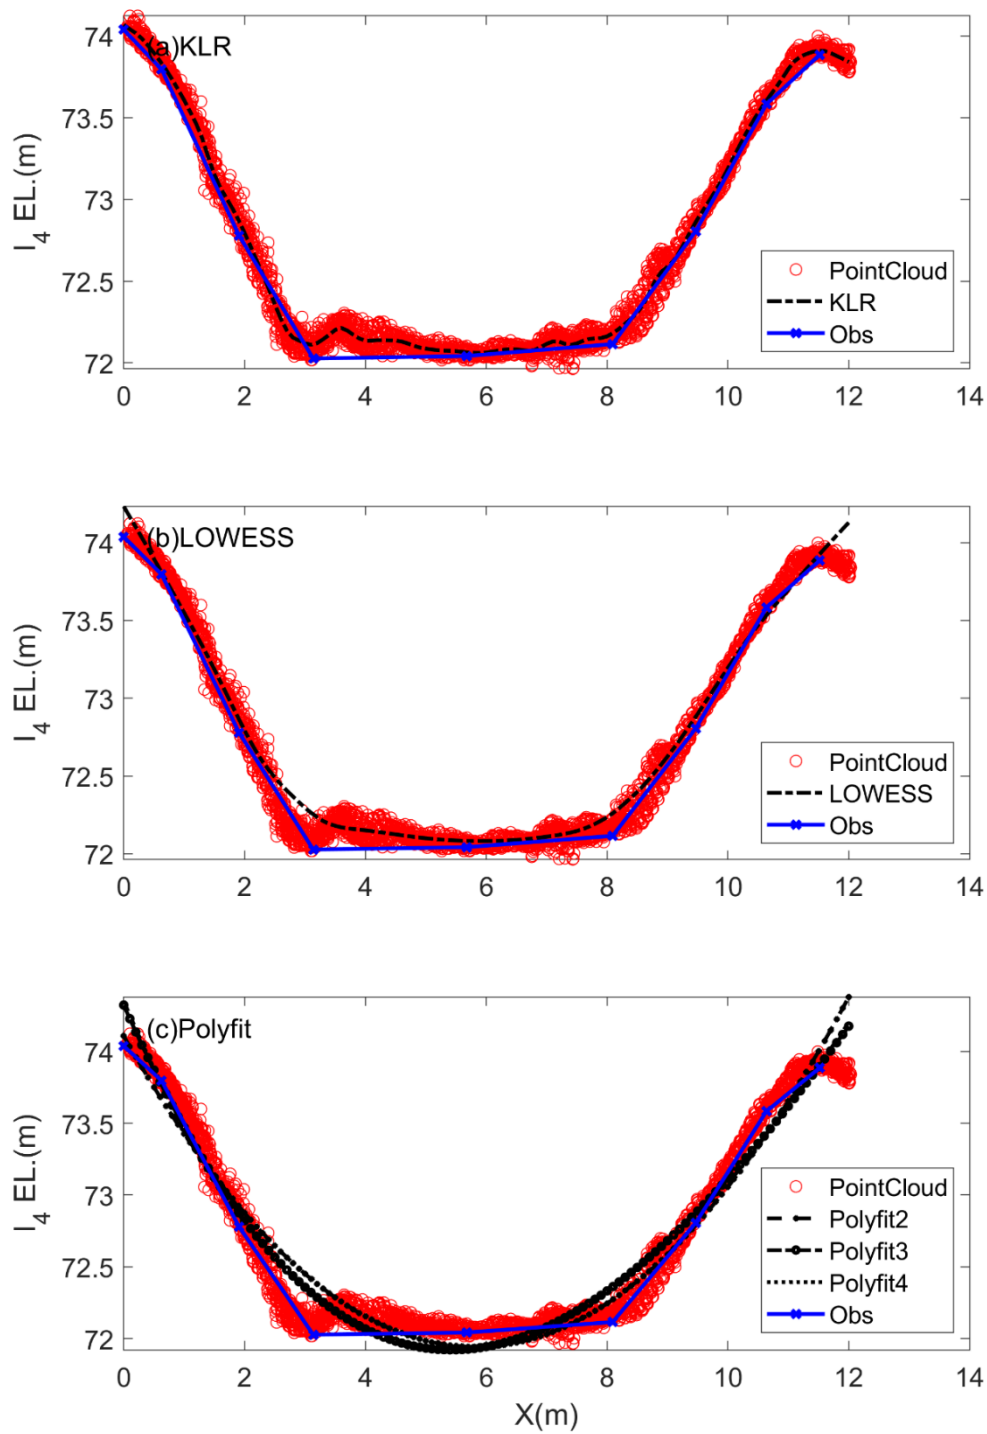 (a)KLR
74
73.5
73
72.5
72
I4 EL.(m)
PointCloud
KLR
Obs
0 2 4 6 8 10 12 14
(b)LOWESS
74
73.5
73
72.5
72
I4 EL.(m)
PointCloud
LOWESS
Obs
0 2 4 6 8 10 12 14
(c)Polyfit
74
73.5
73
72.5
72
I4 EL.(m)
PointCloud
Polyfit2
Polyfit3
Polyfit4
Obs
0 2 4 6 8 10 12 14
X(m)